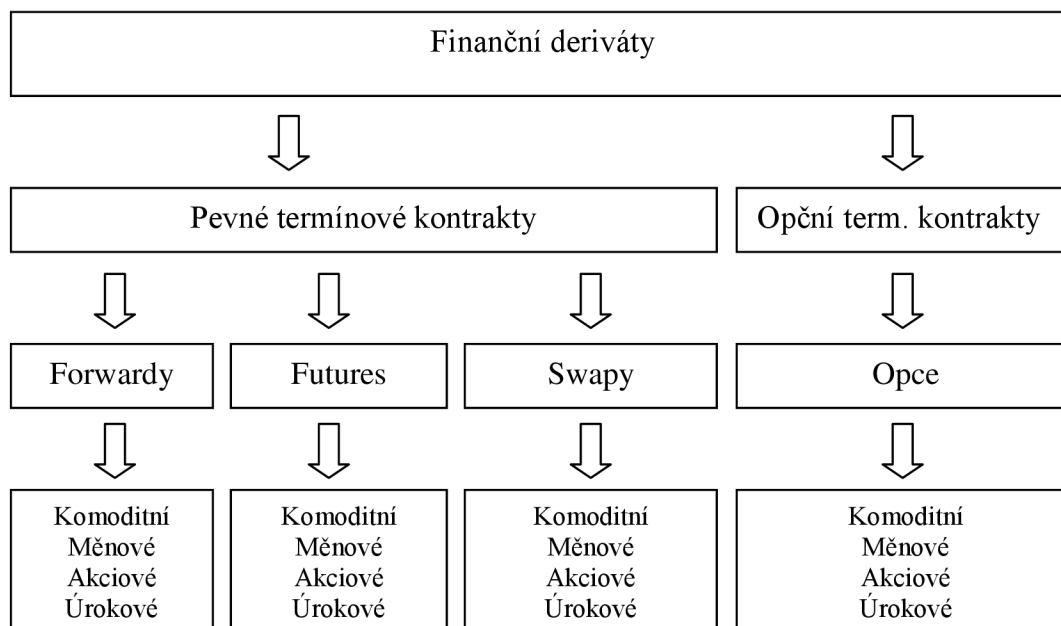 Finanční deriváty
Pevné termínové kontrakty
Opční term. kontrakty
Forwardy
Futures
Swapy
Opce
Komoditní
Měnové
Akciové
Úrokové
Komoditní
Měnové
Akciové
Úrokové
Komoditní
Měnové
Akciové
Úrokové
Komoditní
Měnové
Akciové
Úrokové